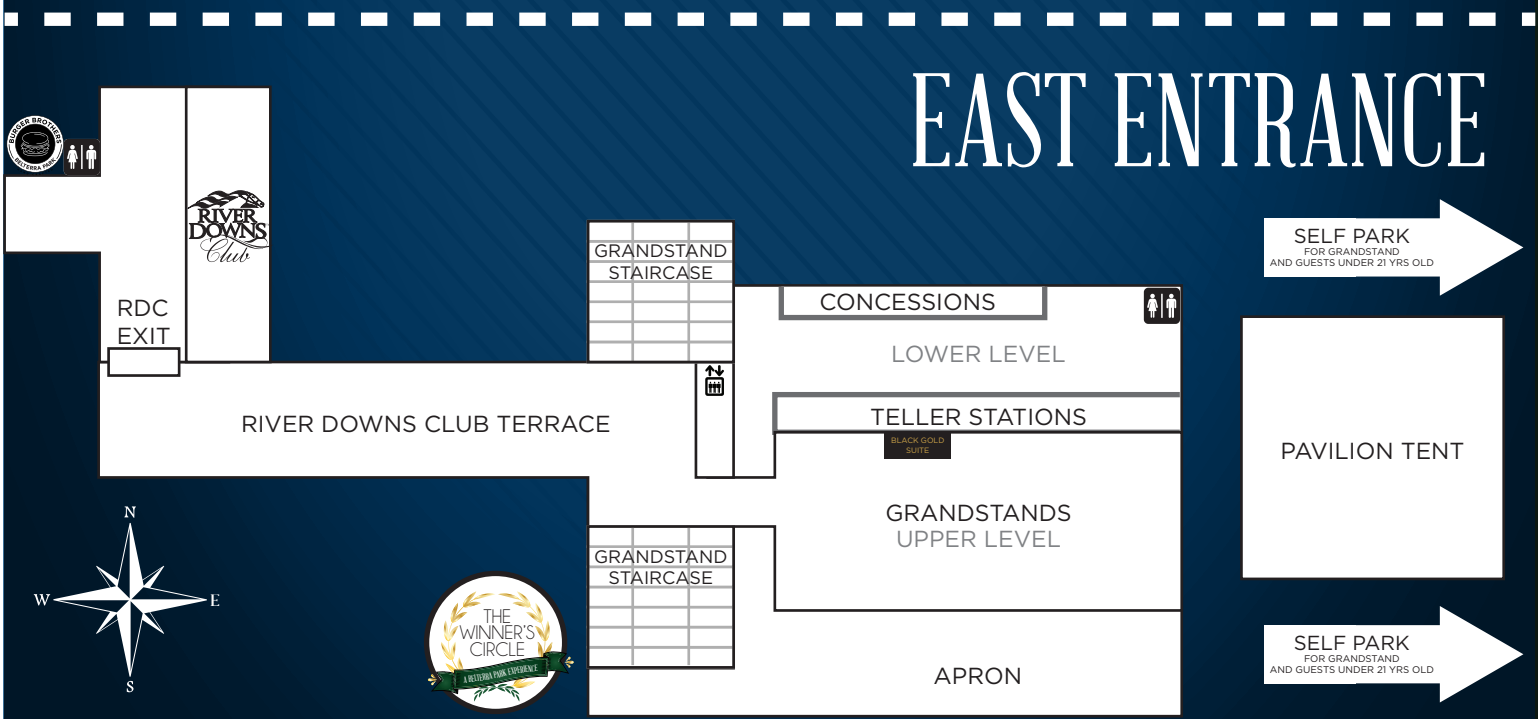 EAST ENTRANCE
BURGER BROTHERS
BELTERRA PARK
RIVER
DOWNS
Club
SELF PARK
FOR GRANDSTAND
AND GUESTS UNDER 21 YRS OLD
GRANDSTAND
STAIRCASE
CONCESSIONS
RDC
EXIT
LOWER LEVEL
RIVER DOWNS CLUB TERRACE
TELLER STATIONS
BLACK GOLD
SUITE
PAVILION TENT
GRANDSTANDS
UPPER LEVEL
N
W
E
S
GRANDSTAND
STAIRCASE
THE
WINNER'S
CIRCLE
A BELTERRA PARK EXPERIENCE
SELF PARK
FOR GRANDSTAND
AND GUESTS UNDER 21 YRS OLD
APRON